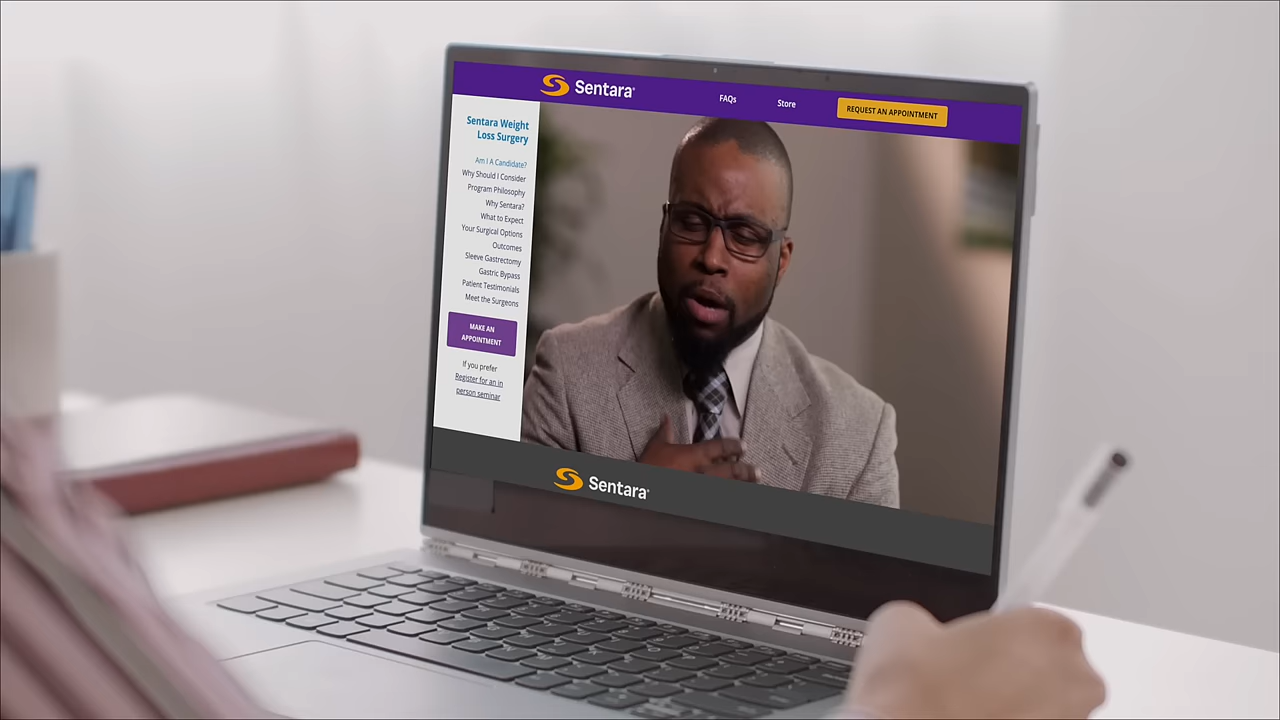 Sentara®
FAQs
Store
REQUEST AN APPOINTMENT
Sentara Weight
Loss Surgery
Am I A Candidate?
Why Should I Consider
Program Philosophy
Why Sentara?
What to Expect
Your Surgical Options
Outcomes
Sleeve Gastrectomy
Gastric Bypass
Patient Testimonials
Meet the Surgeons
MAKE AN
APPOINTMENT
If you prefer
Register for an in
person seminar
Sentara®